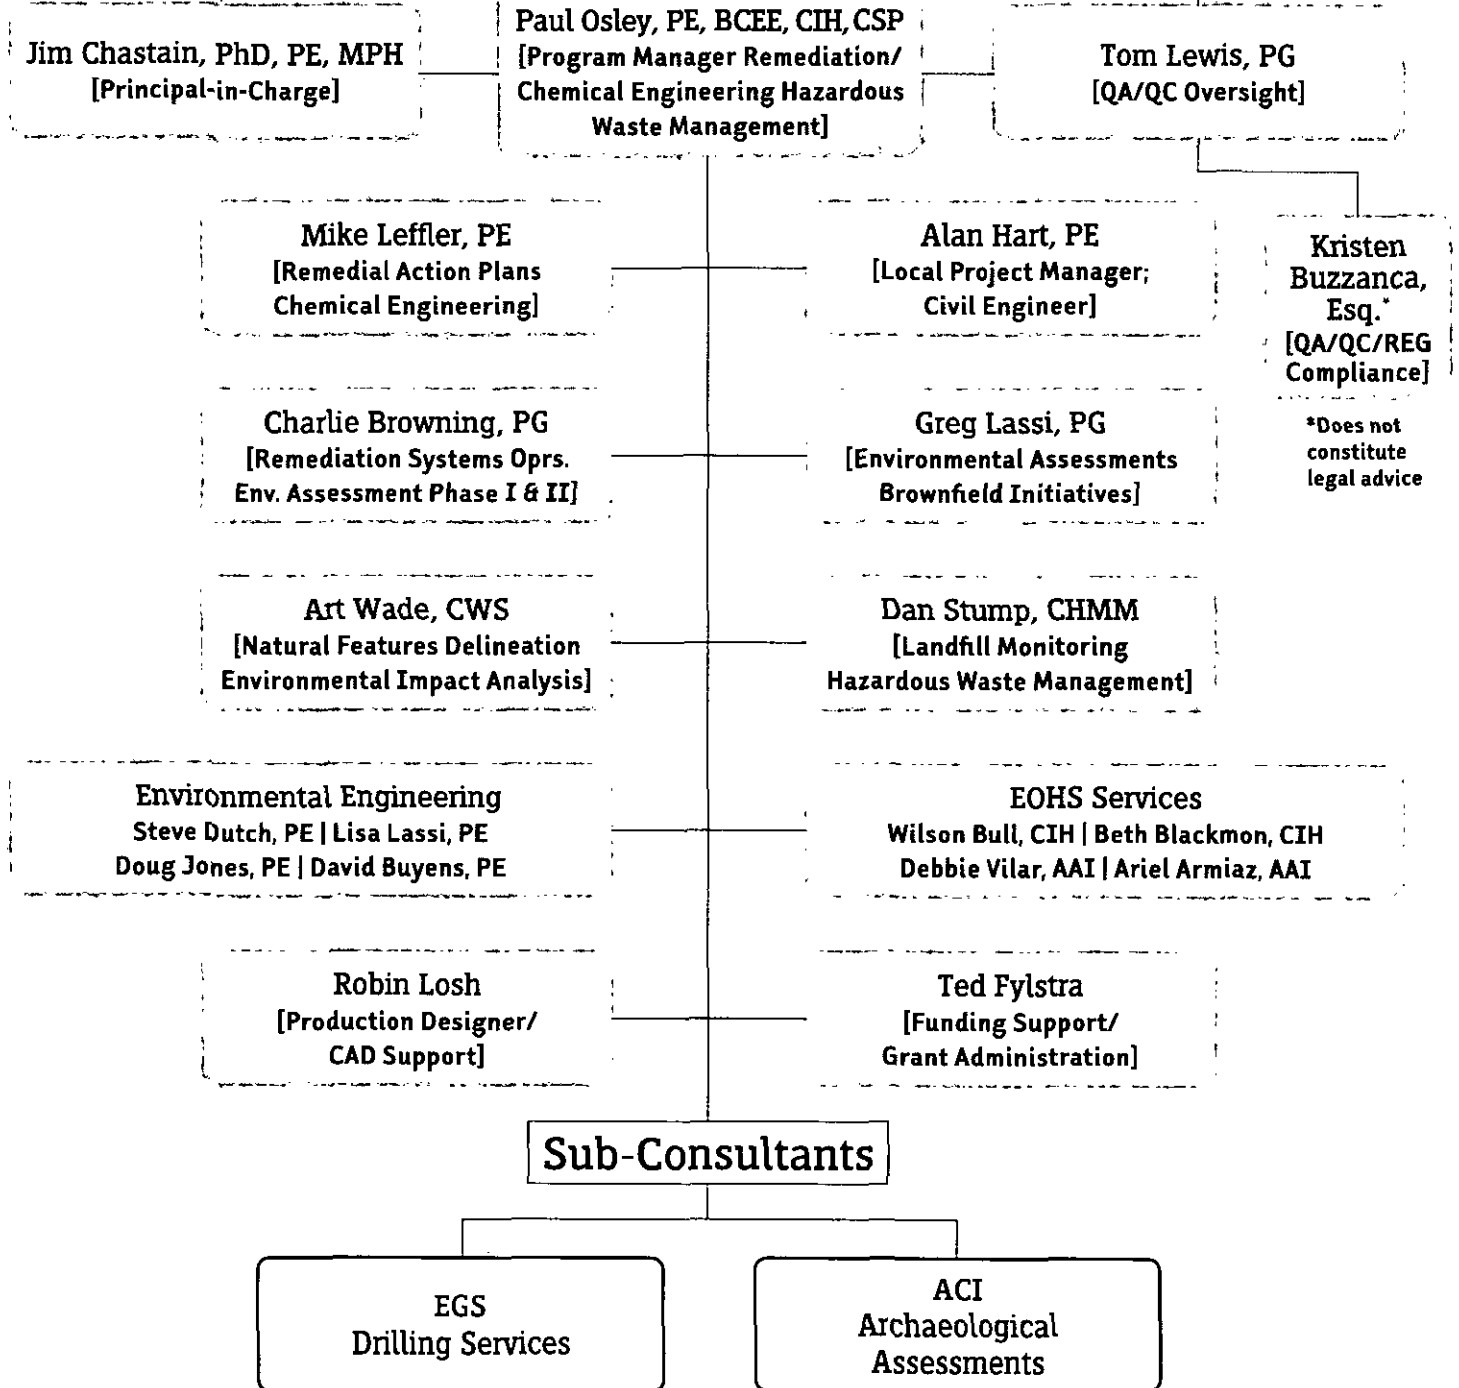 Jim Chastain, PhD, PE, MPH
[Principal-in-Charge]
Paul Osley, PE, BCEE, CIH, CSP
[Program Manager Remediation/
Chemical Engineering Hazardous
Waste Management]
Tom Lewis, PG
[QA/QC Oversight]
Mike Leffler, PE
[Remedial Action Plans
Chemical Engineering]
Alan Hart, PE
[Local Project Manager;
Civil Engineer]
Kristen
Buzzanca,
Esq.*
[QA/QC/REG
Compliance]
*Does not
constitute
legal advice
Charlie Browning, PG
[Remediation Systems Oprs.
Env. Assessment Phase I & II]
Greg Lassi, PG
[Environmental Assessments
Brownfield Initiatives]
Art Wade, CWS
[Natural Features Delineation
Environmental Impact Analysis]
Dan Stump, CHMM
[Landfill Monitoring
Hazardous Waste Management]
Environmental Engineering
Steve Dutch, PE | Lisa Lassi, PE
Doug Jones, PE | David Buyens, PE
EOHS Services
Wilson Bull, CIH | Beth Blackmon, CIH
Debbie Vilar, AAI | Ariel Armiaz, AAI
Robin Losh
[Production Designer/
CAD Support]
Ted Fylstra
[Funding Support/
Grant Administration]
Sub-Consultants
EGS
Drilling Services
ACI
Archaeological
Assessments